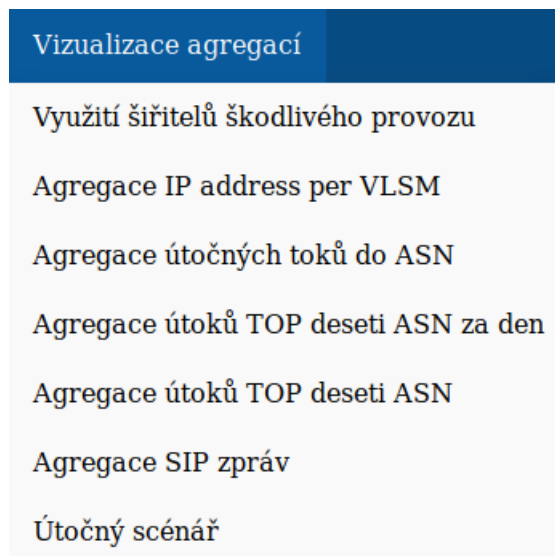 Vizualizace agregací
Využití šiřitelů škodlivého provozu
Agregace IP address per VLSM
Agregace útočných toků do ASN
Agregace útoků TOP deseti ASN za den
Agregace útoků TOP deseti ASN
Agregace SIP zpráv
Útočný scénář